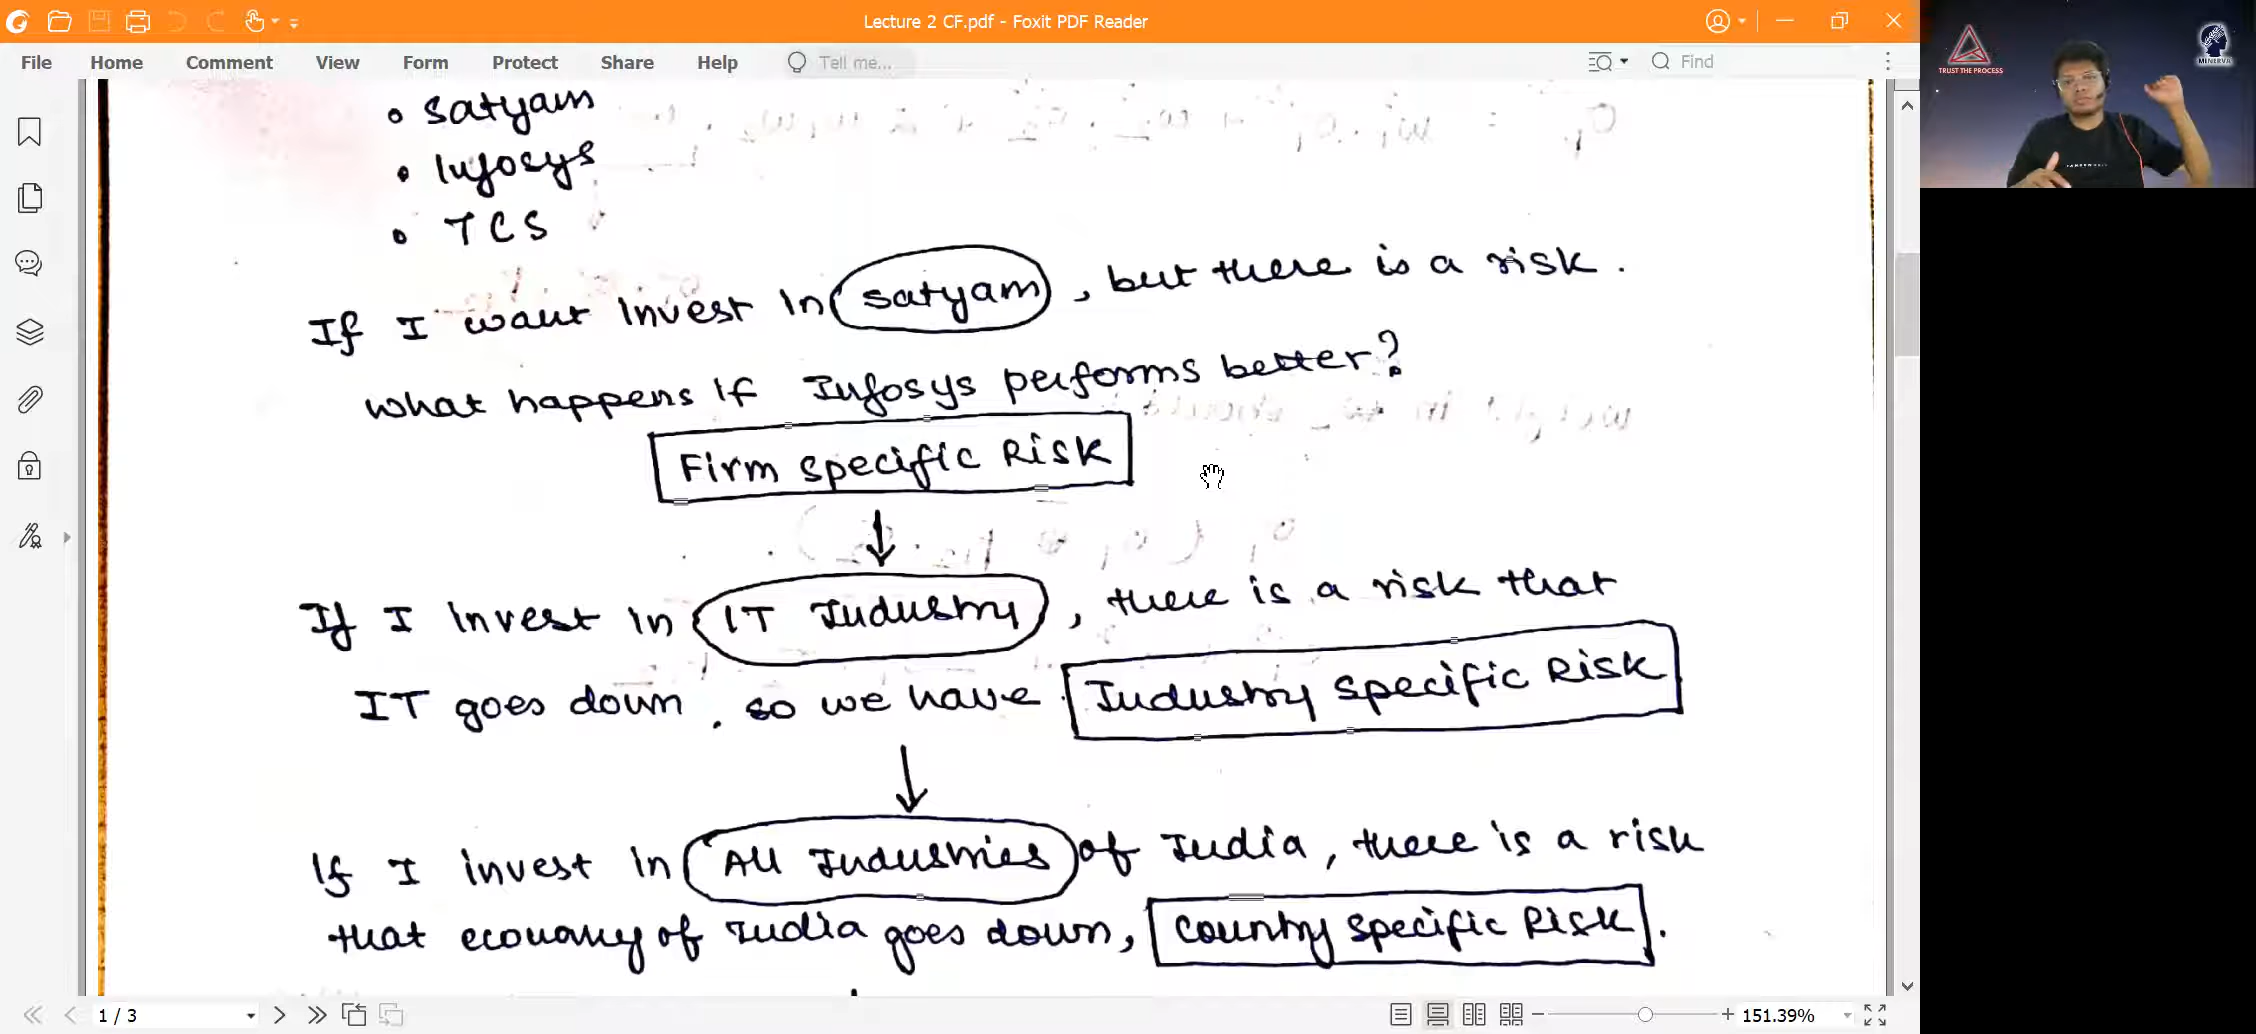 Lecture 2 CF.pdf - Foxit PDF Reader
File Home Comment View Form Protect Share Help Tell me... Find
TRUST THE PROCESS
MINERVA
• Satyam
• Infosys
• TCS
If I want Invest In Satyam, but there is a risk.
What happens If Infosys performs better?
Firm specific Risk
↓
If I Invest In IT Industry, there is a risk that
IT goes down, so we have Industry specific Risk
↓
If I invest in All Industries of India, there is a risk
that economy of India goes down, Country specific Risk.
1 / 3
151.39%